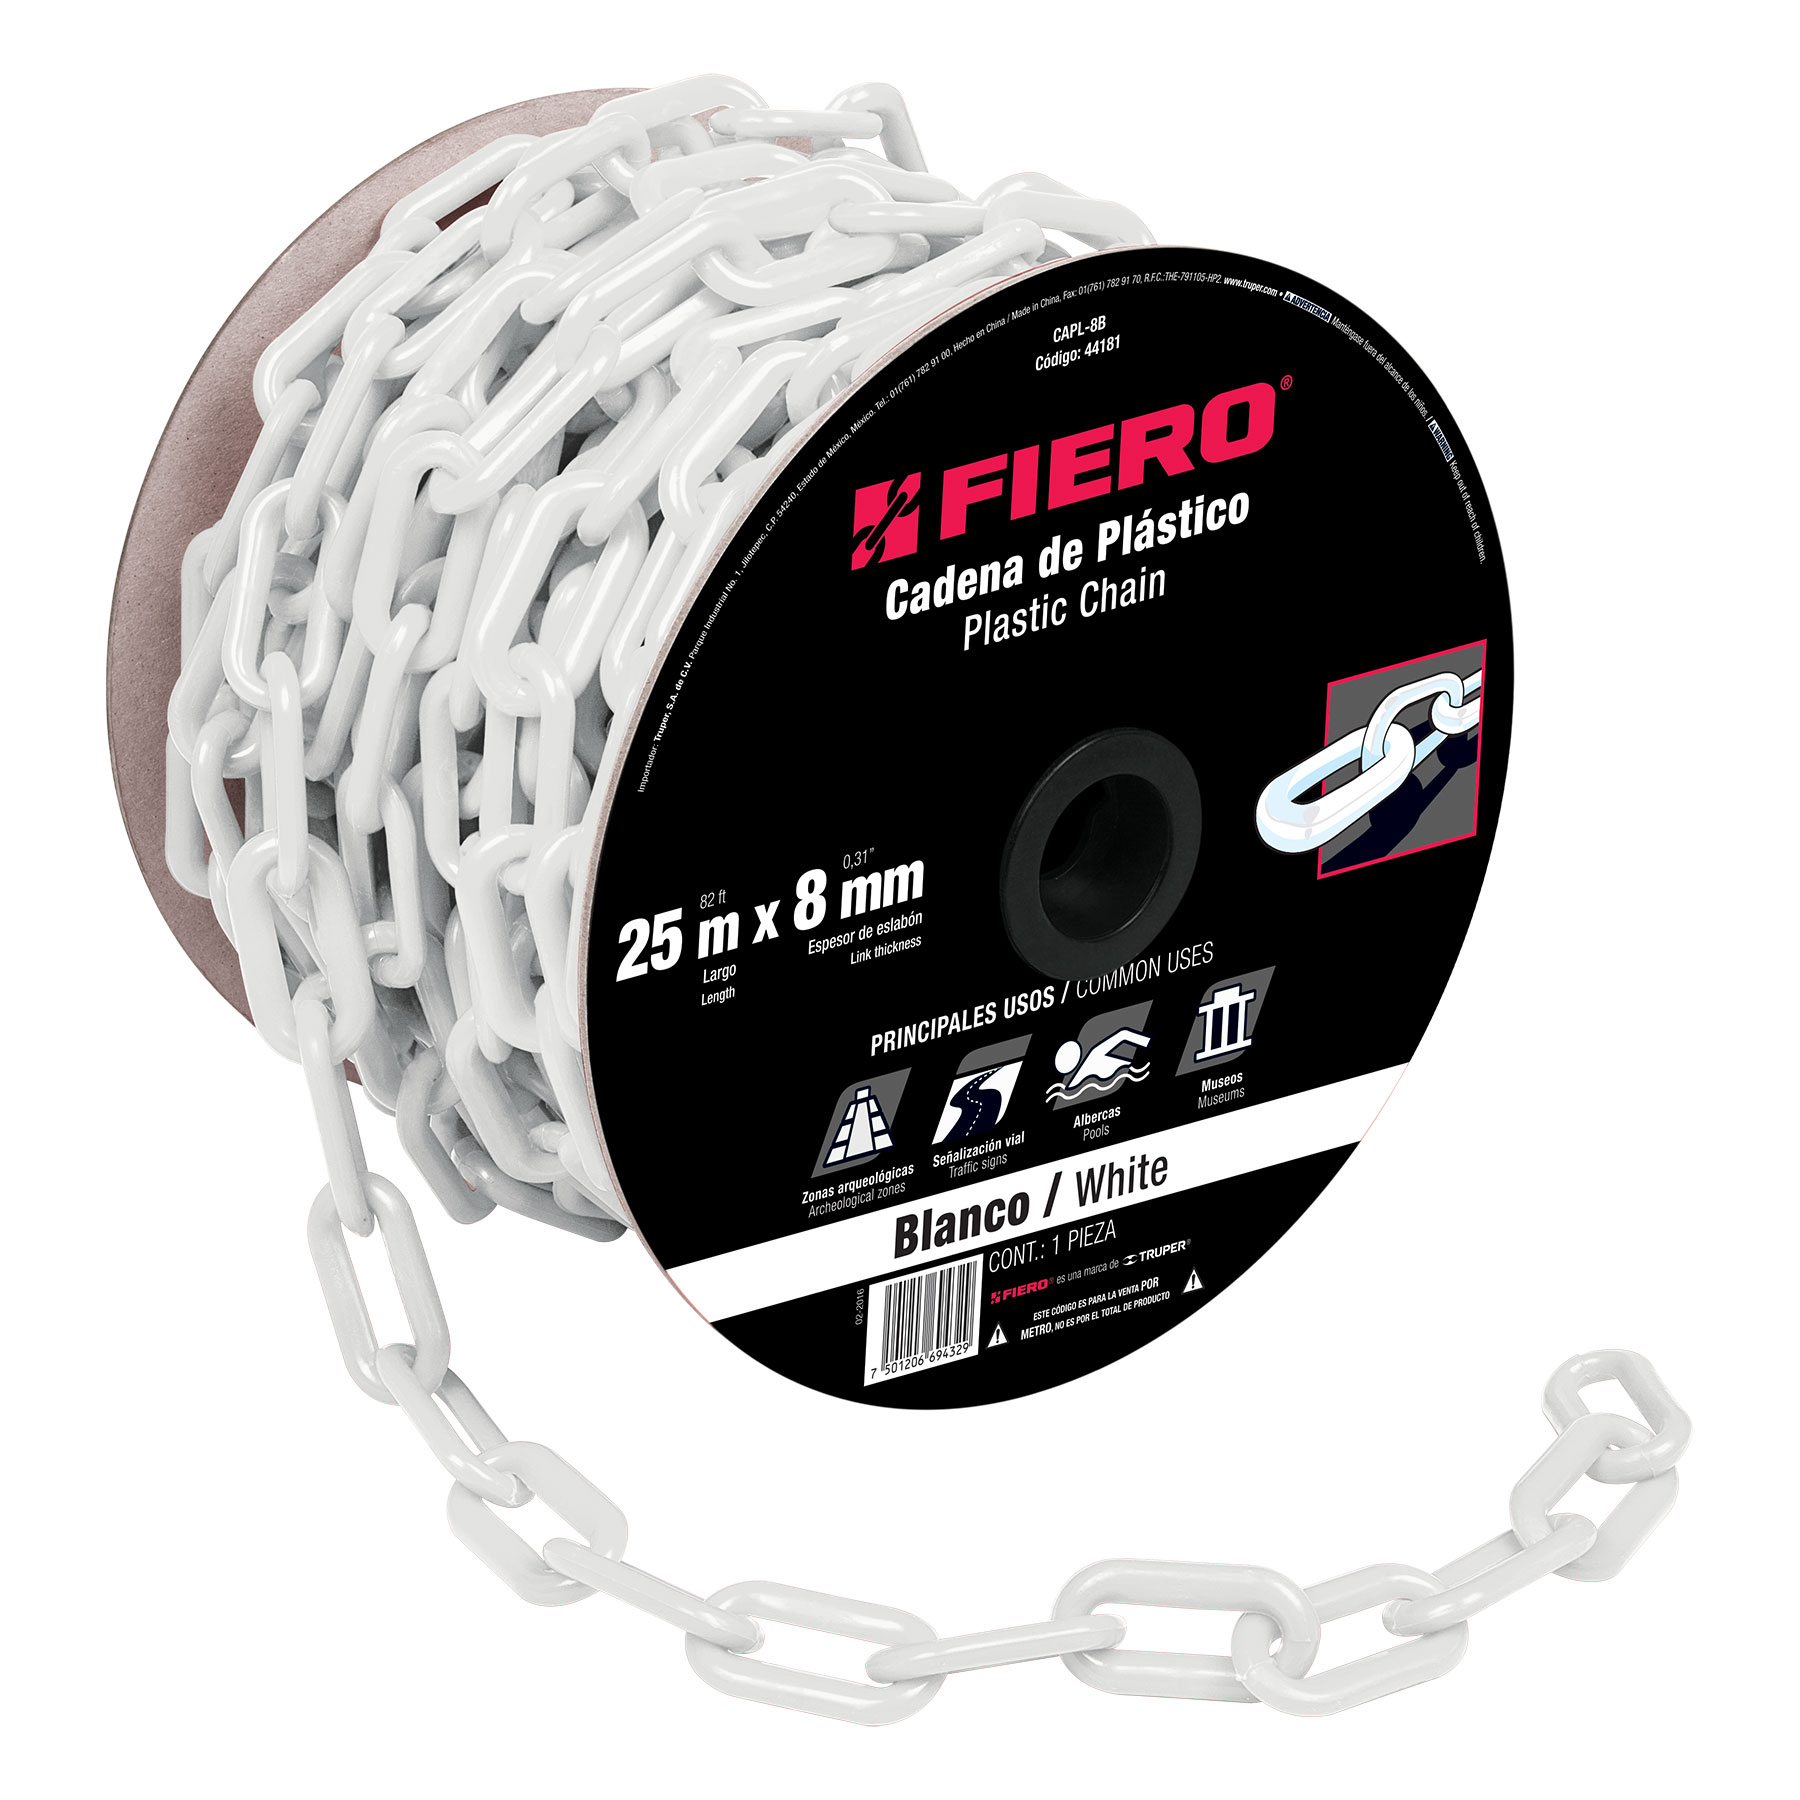 Importador: Truper, S.A. de C.V. Parque Industrial No. 1, Jilotepec, C.P. 54240, Estado de México, México. Tel.: 01(761) 782 91 00, Hecho en China / Made in China, Fax: 01(761) 782 91 70, R.F.C.:THE-791105-HP2. www.truper.com • ADVERTENCIA Manténgase fuera del alcance de los niños. / WARNING Keep out of reach of children.
CAPL-8B
Código: 44181
FIERO®
Cadena de Plástico
Plastic Chain
82 ft 0,31"
25 m x 8 mm
Largo Espesor de eslabón
Length Link thickness
PRINCIPALES USOS / COMMON USES
Zonas arqueológicas
Archeological zones
Señalización vial
Traffic signs
Albercas
Pools
Museos
Museums
Blanco / White
CONT.: 1 PIEZA
FIERO® es una marca de TRUPER®
ESTE CÓDIGO ES PARA LA VENTA POR
METRO, NO ES POR EL TOTAL DE PRODUCTO
02-2016
7 501206 694329